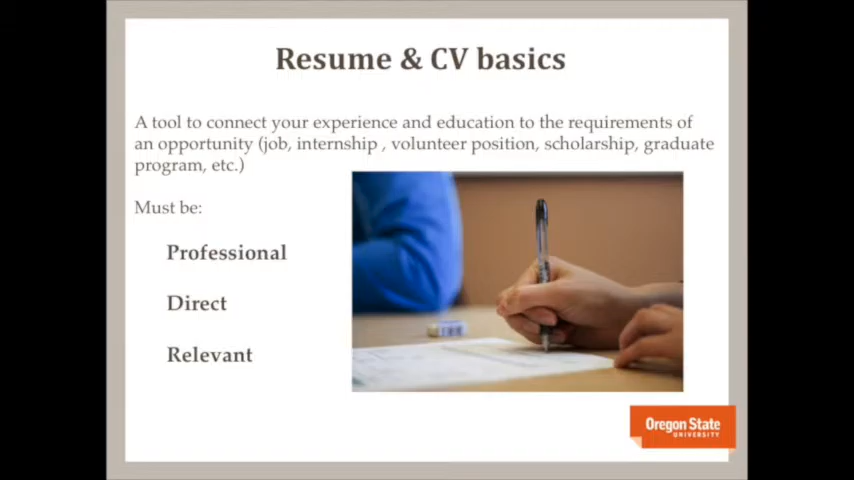 Resume & CV basics
A tool to connect your experience and education to the requirements of
an opportunity (job, internship , volunteer position, scholarship, graduate
program, etc.)
Must be:
Professional
Direct
Relevant
Oregon State
UNIVERSITY